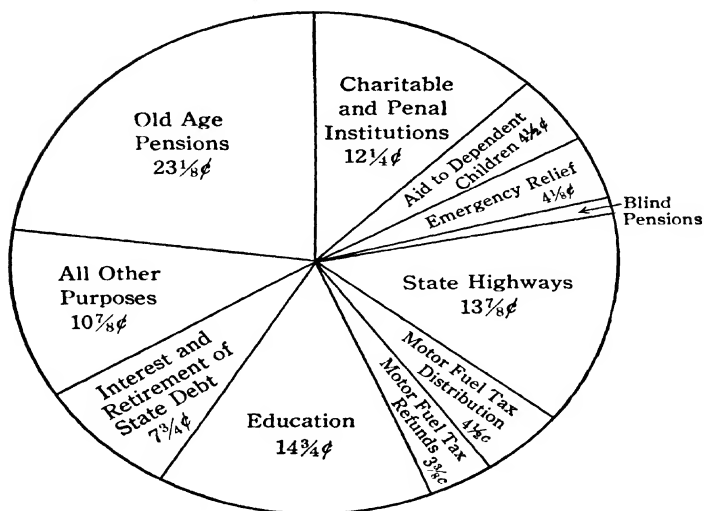 Old Age
Pensions
23⅛¢
Charitable
and Penal
Institutions
12¼¢
Aid to Dependent
Children 4½¢
Emergency Relief
4⅛¢
Blind
Pensions
State Highways
13⅞¢
Motor Fuel Tax
Distribution
4½c
Motor Fuel Tax
Refunds
3⅜c
Education
14¾¢
Interest and
Retirement of
State Debt
7¾¢
All Other
Purposes
10⅞¢